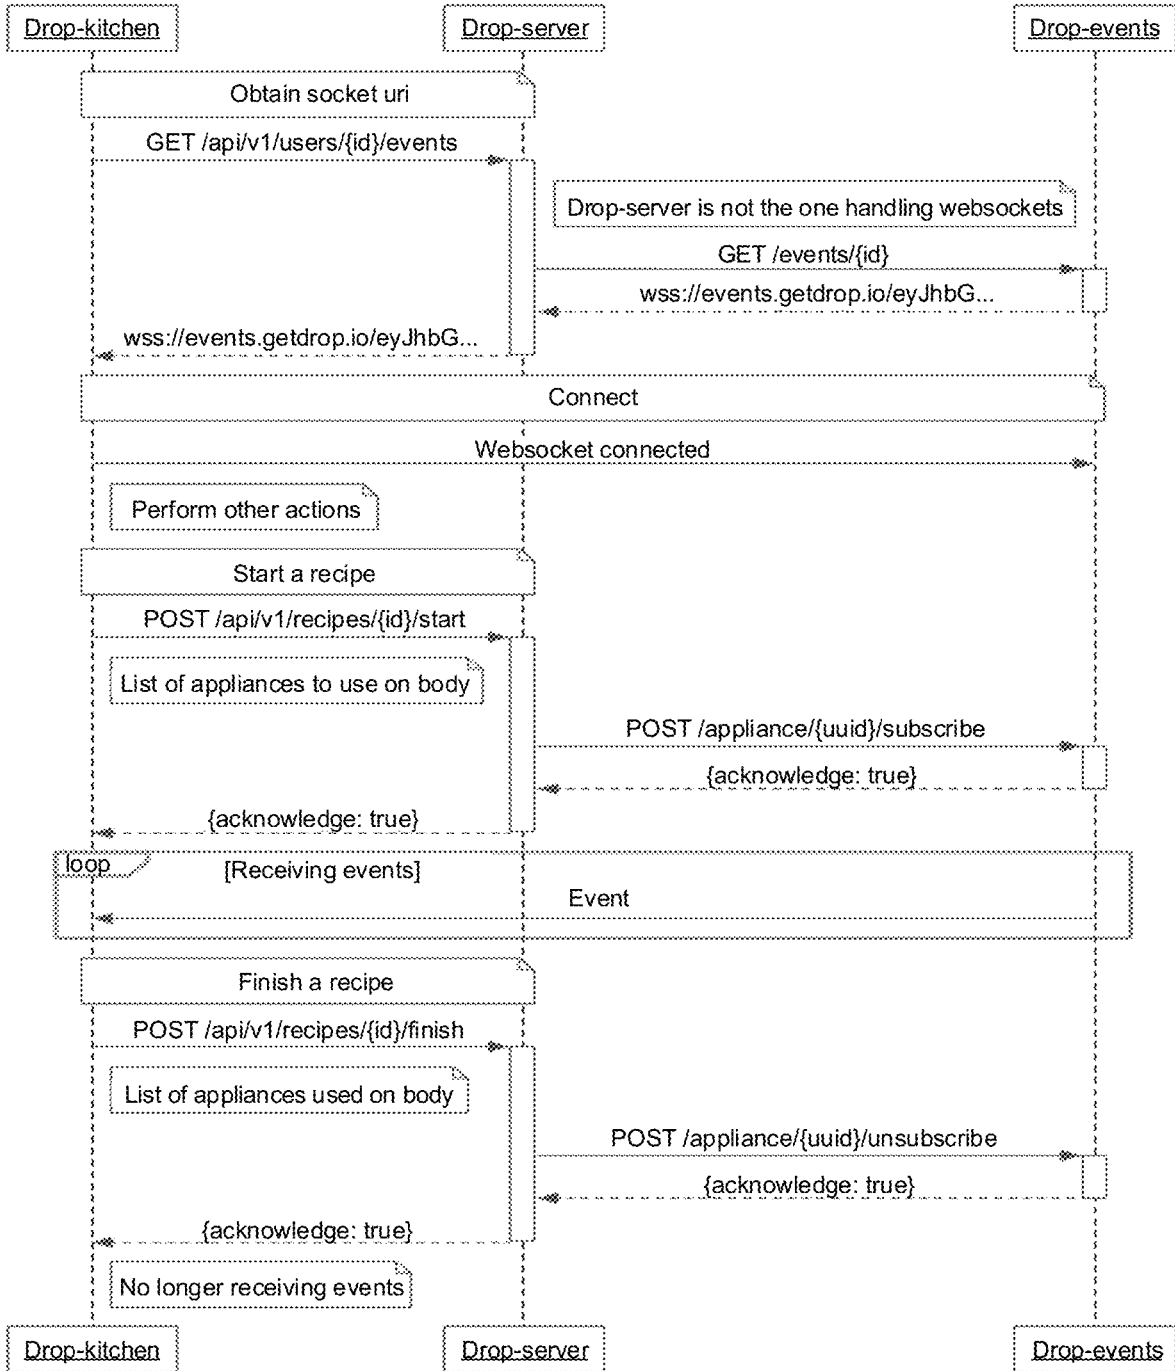 Drop-kitchen Drop-server Drop-events
Obtain socket uri
GET /api/v1/users/{id}/events
Drop-server is not the one handling websockets
GET /events/{id}
wss://events.getdrop.io/eyJhbG...
wss://events.getdrop.io/eyJhbG...
Connect
Websocket connected
Perform other actions
Start a recipe
POST /api/v1/recipes/{id}/start
List of appliances to use on body
POST /appliance/{uuid}/subscribe
{acknowledge: true}
{acknowledge: true}
loop [Receiving events]
Event
Finish a recipe
POST /api/v1/recipes/{id}/finish
List of appliances used on body
POST /appliance/{uuid}/unsubscribe
{acknowledge: true}
{acknowledge: true}
No longer receiving events
Drop-kitchen Drop-server Drop-events